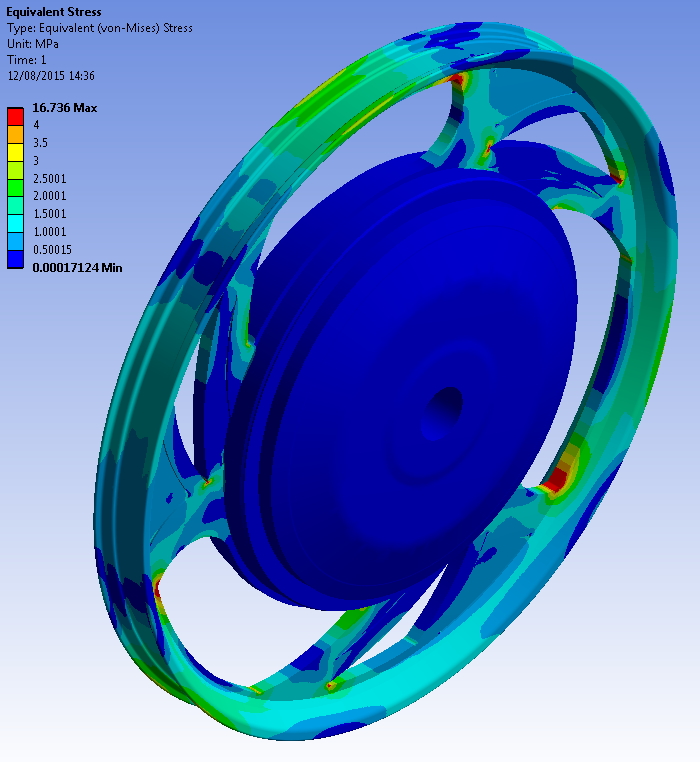 Equivalent Stress
Type: Equivalent (von-Mises) Stress
Unit: MPa
Time: 1
12/08/2015 14:36
16.736 Max
4
3.5
3
2.5001
2.0001
1.5001
1.0001
0.50015
0.00017124 Min